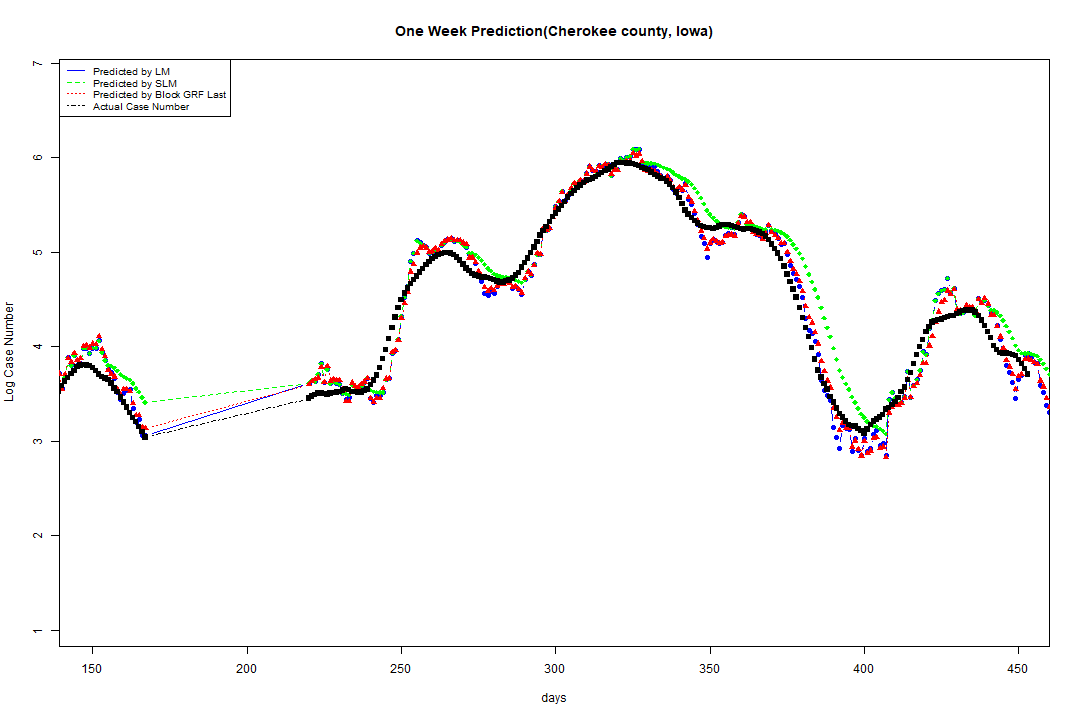 One Week Prediction(Cherokee county, Iowa)
Predicted by LM
Predicted by SLM
Predicted by Block GRF Last
Actual Case Number
7
6
5
4
3
2
1
Log Case Number
150 200 250 300 350 400 450
days